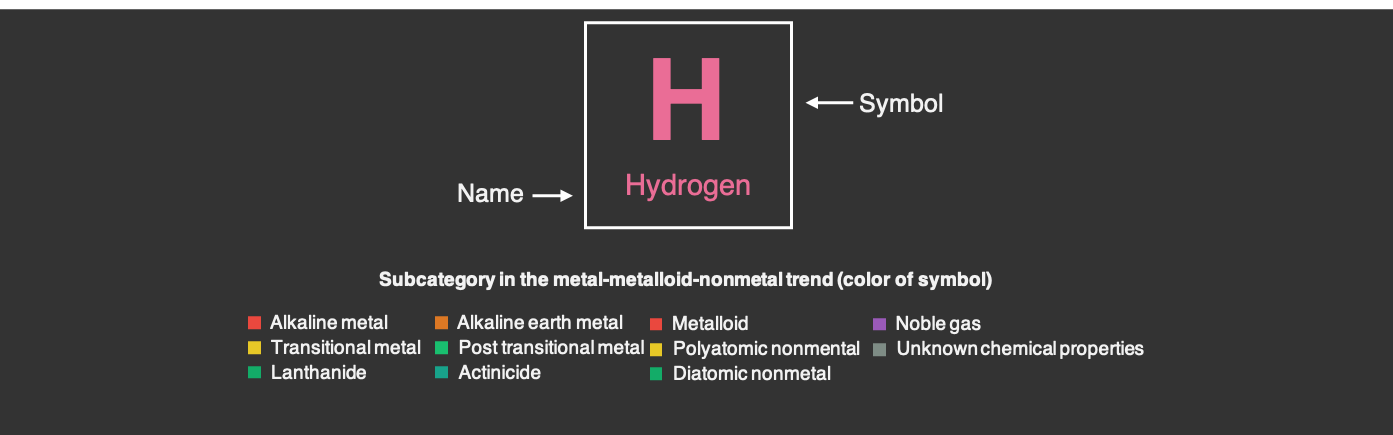 H
Symbol
Hydrogen
Name
Subcategory in the metal-metalloid-nonmetal trend (color of symbol)
Alkaline metal Alkaline earth metal Metalloid Noble gas
Transitional metal Post transitional metal Polyatomic nonmental Unknown chemical properties
Lanthanide Actinicide Diatomic nonmetal